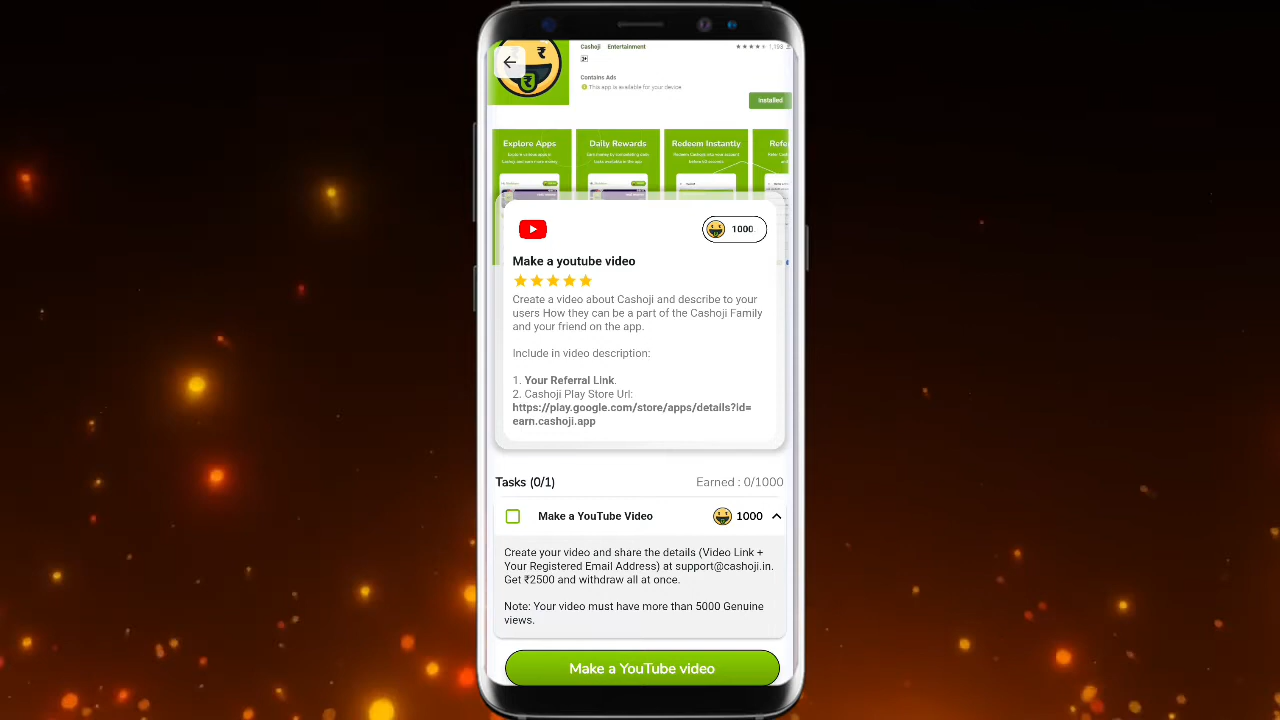 Cashoji Entertainment
1,193
3+
Contains Ads
This app is available for your device
Installed
Explore Apps
Daily Rewards
Redeem Instantly
Refe
1000
Make a youtube video
Create a video about Cashoji and describe to your
users How they can be a part of the Cashoji Family
and your friend on the app.
Include in video description:
1. Your Referral Link.
2. Cashoji Play Store Url:
https://play.google.com/store/apps/details?id=
earn.cashoji.app
Tasks (0/1)
Earned : 0/1000
Make a YouTube Video
1000
Create your video and share the details (Video Link +
Your Registered Email Address) at support@cashoji.in.
Get ₹2500 and withdraw all at once.
Note: Your video must have more than 5000 Genuine
views.
Make a YouTube video